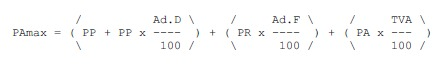 / Ad.D \ / Ad.F \ / TVA \
PAmax = ( PP + PP x ---- ) + ( PR x ---- ) + ( PA x --- )
\ 100 / \ 100 / \ 100 /